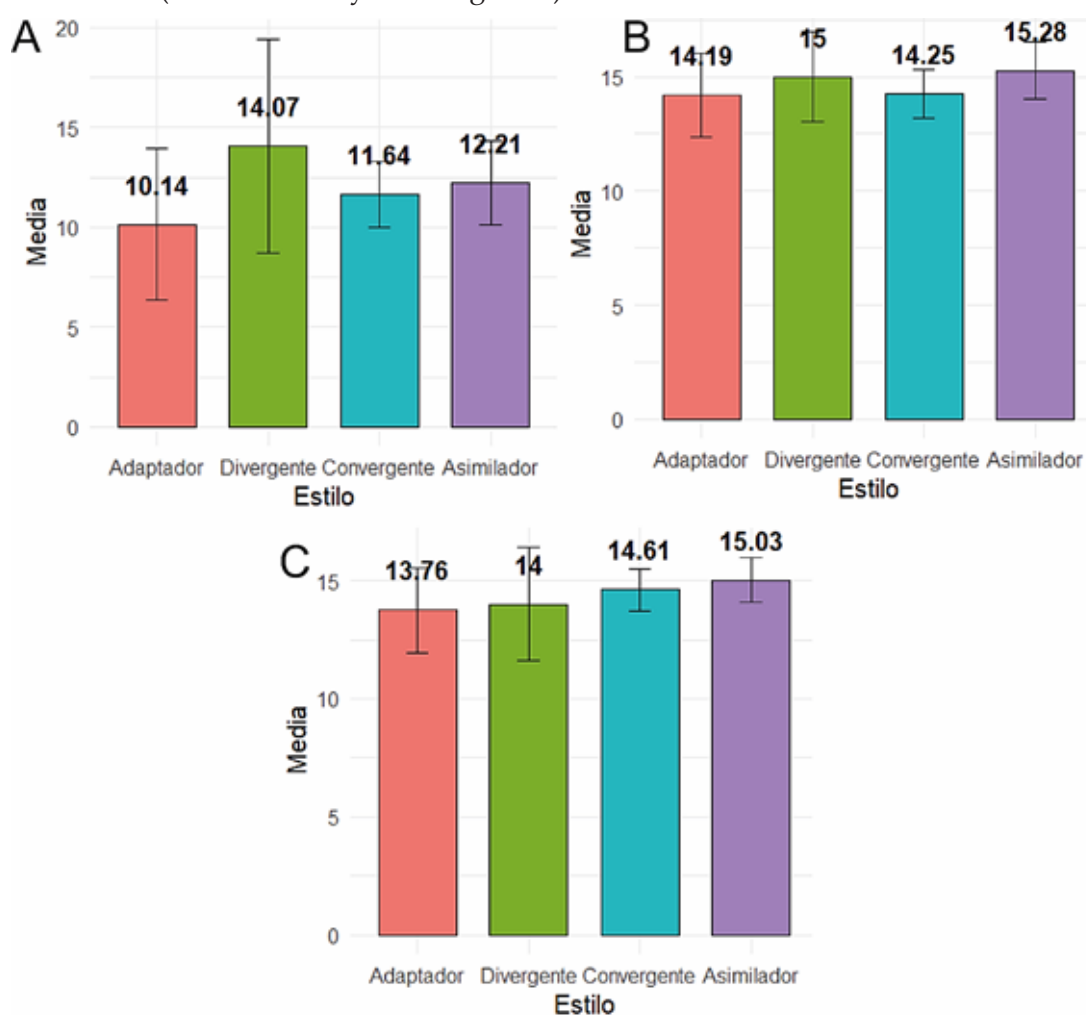 A
20
15
10
5
0
Media
14.07
10.14
11.64
12.21
Adaptador Divergente Convergente Asimilador
Estilo
B
15
10
5
0
Media
14.19
15
14.25
15.28
Adaptador Divergente Convergente Asimilador
Estilo
C
15
10
5
0
Media
13.76
14
14.61
15.03
Adaptador Divergente Convergente Asimilador
Estilo